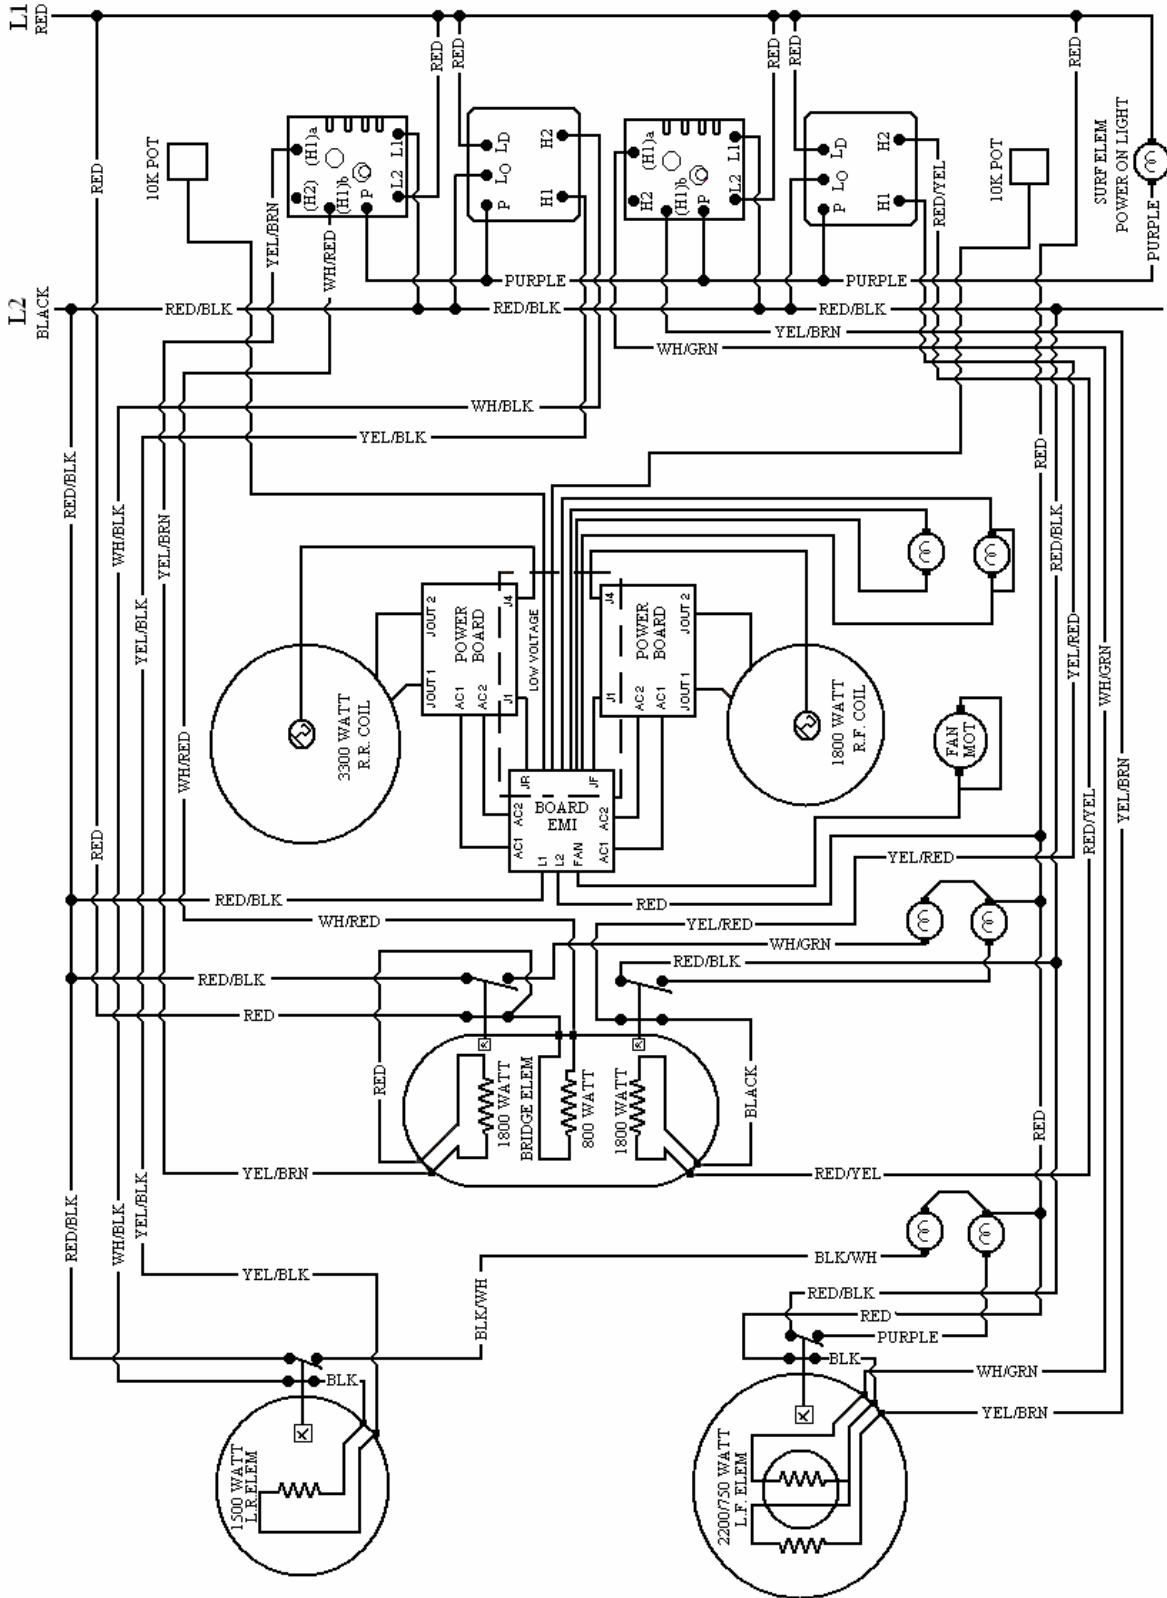 L1
RED
RED
RED
RED
RED
RED
RED
10K POT
(H1)a
(H2)
(H1)b
P
L1
L2
LD
LO
P
H2
H1
(H1)a
H2
(H1)b
P
L1
L2
LD
LO
P
H2
H1
RED/YEL
10K POT
SURF ELEM
POWER ON LIGHT
PURPLE
YEL/BRN
WH/RED
PURPLE
PURPLE
L2
BLACK
RED/BLK
RED/BLK
RED/BLK
YEL/BRN
WH/GRN
WH/BLK
YEL/BLK
RED
RED/BLK
WH/BLK
YEL/BRN
RED/BLK
YEL/BLK
WH/RED
RED
3300 WATT
R.R. COIL
POWER
BOARD
JOUT 2
JOUT 1
AC1
AC2
J4
J1
LOW VOLTAGE
POWER
BOARD
J4
J1
JOUT 2
JOUT 1
AC2
AC1
1800 WATT
R.F. COIL
FAN
MOT
YEL/RED
WH/GRN
YEL/BRN
RED/YEL
JR
JF
BOARD
EMI
AC2
AC1
L1
L2
FAN
AC2
AC1
YEL/RED
RED/BLK
RED
WH/RED
YEL/RED
WH/GRN
RED/BLK
RED/BLK
RED
RED
1800 WATT
BRIDGE ELEM
800 WATT
1800 WATT
BLACK
RED
YEL/BRN
RED/YEL
RED/BLK
WH/BLK
YEL/BLK
YEL/BLK
BLK/WH
BLK/WH
RED/BLK
RED
PURPLE
BLK
BLK
WH/GRN
YEL/BRN
1500 WATT
L.R.ELEM
2200/750 WATT
L.F. ELEM